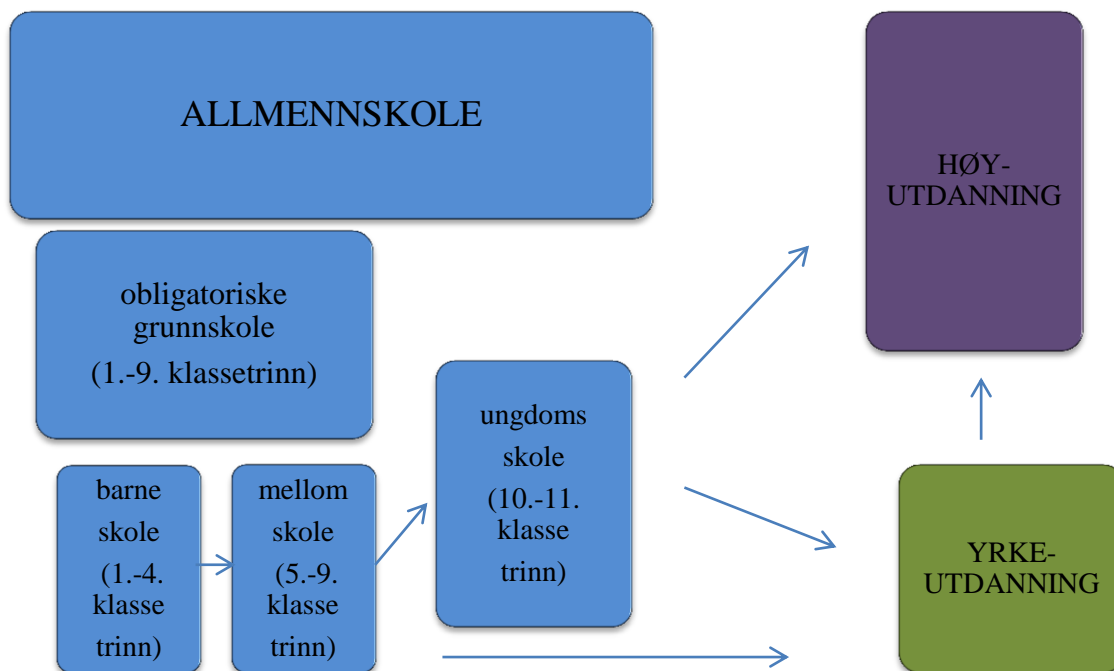 ALLMENNSKOLE
obligatoriske
grunnskole
(1.-9. klassetrinn)
barne
skole
(1.-4.
klasse
trinn)
mellom
skole
(5.-9.
klasse
trinn)
ungdoms
skole
(10.-11.
klasse
trinn)
HØY-
UTDANNING
YRKE-
UTDANNING